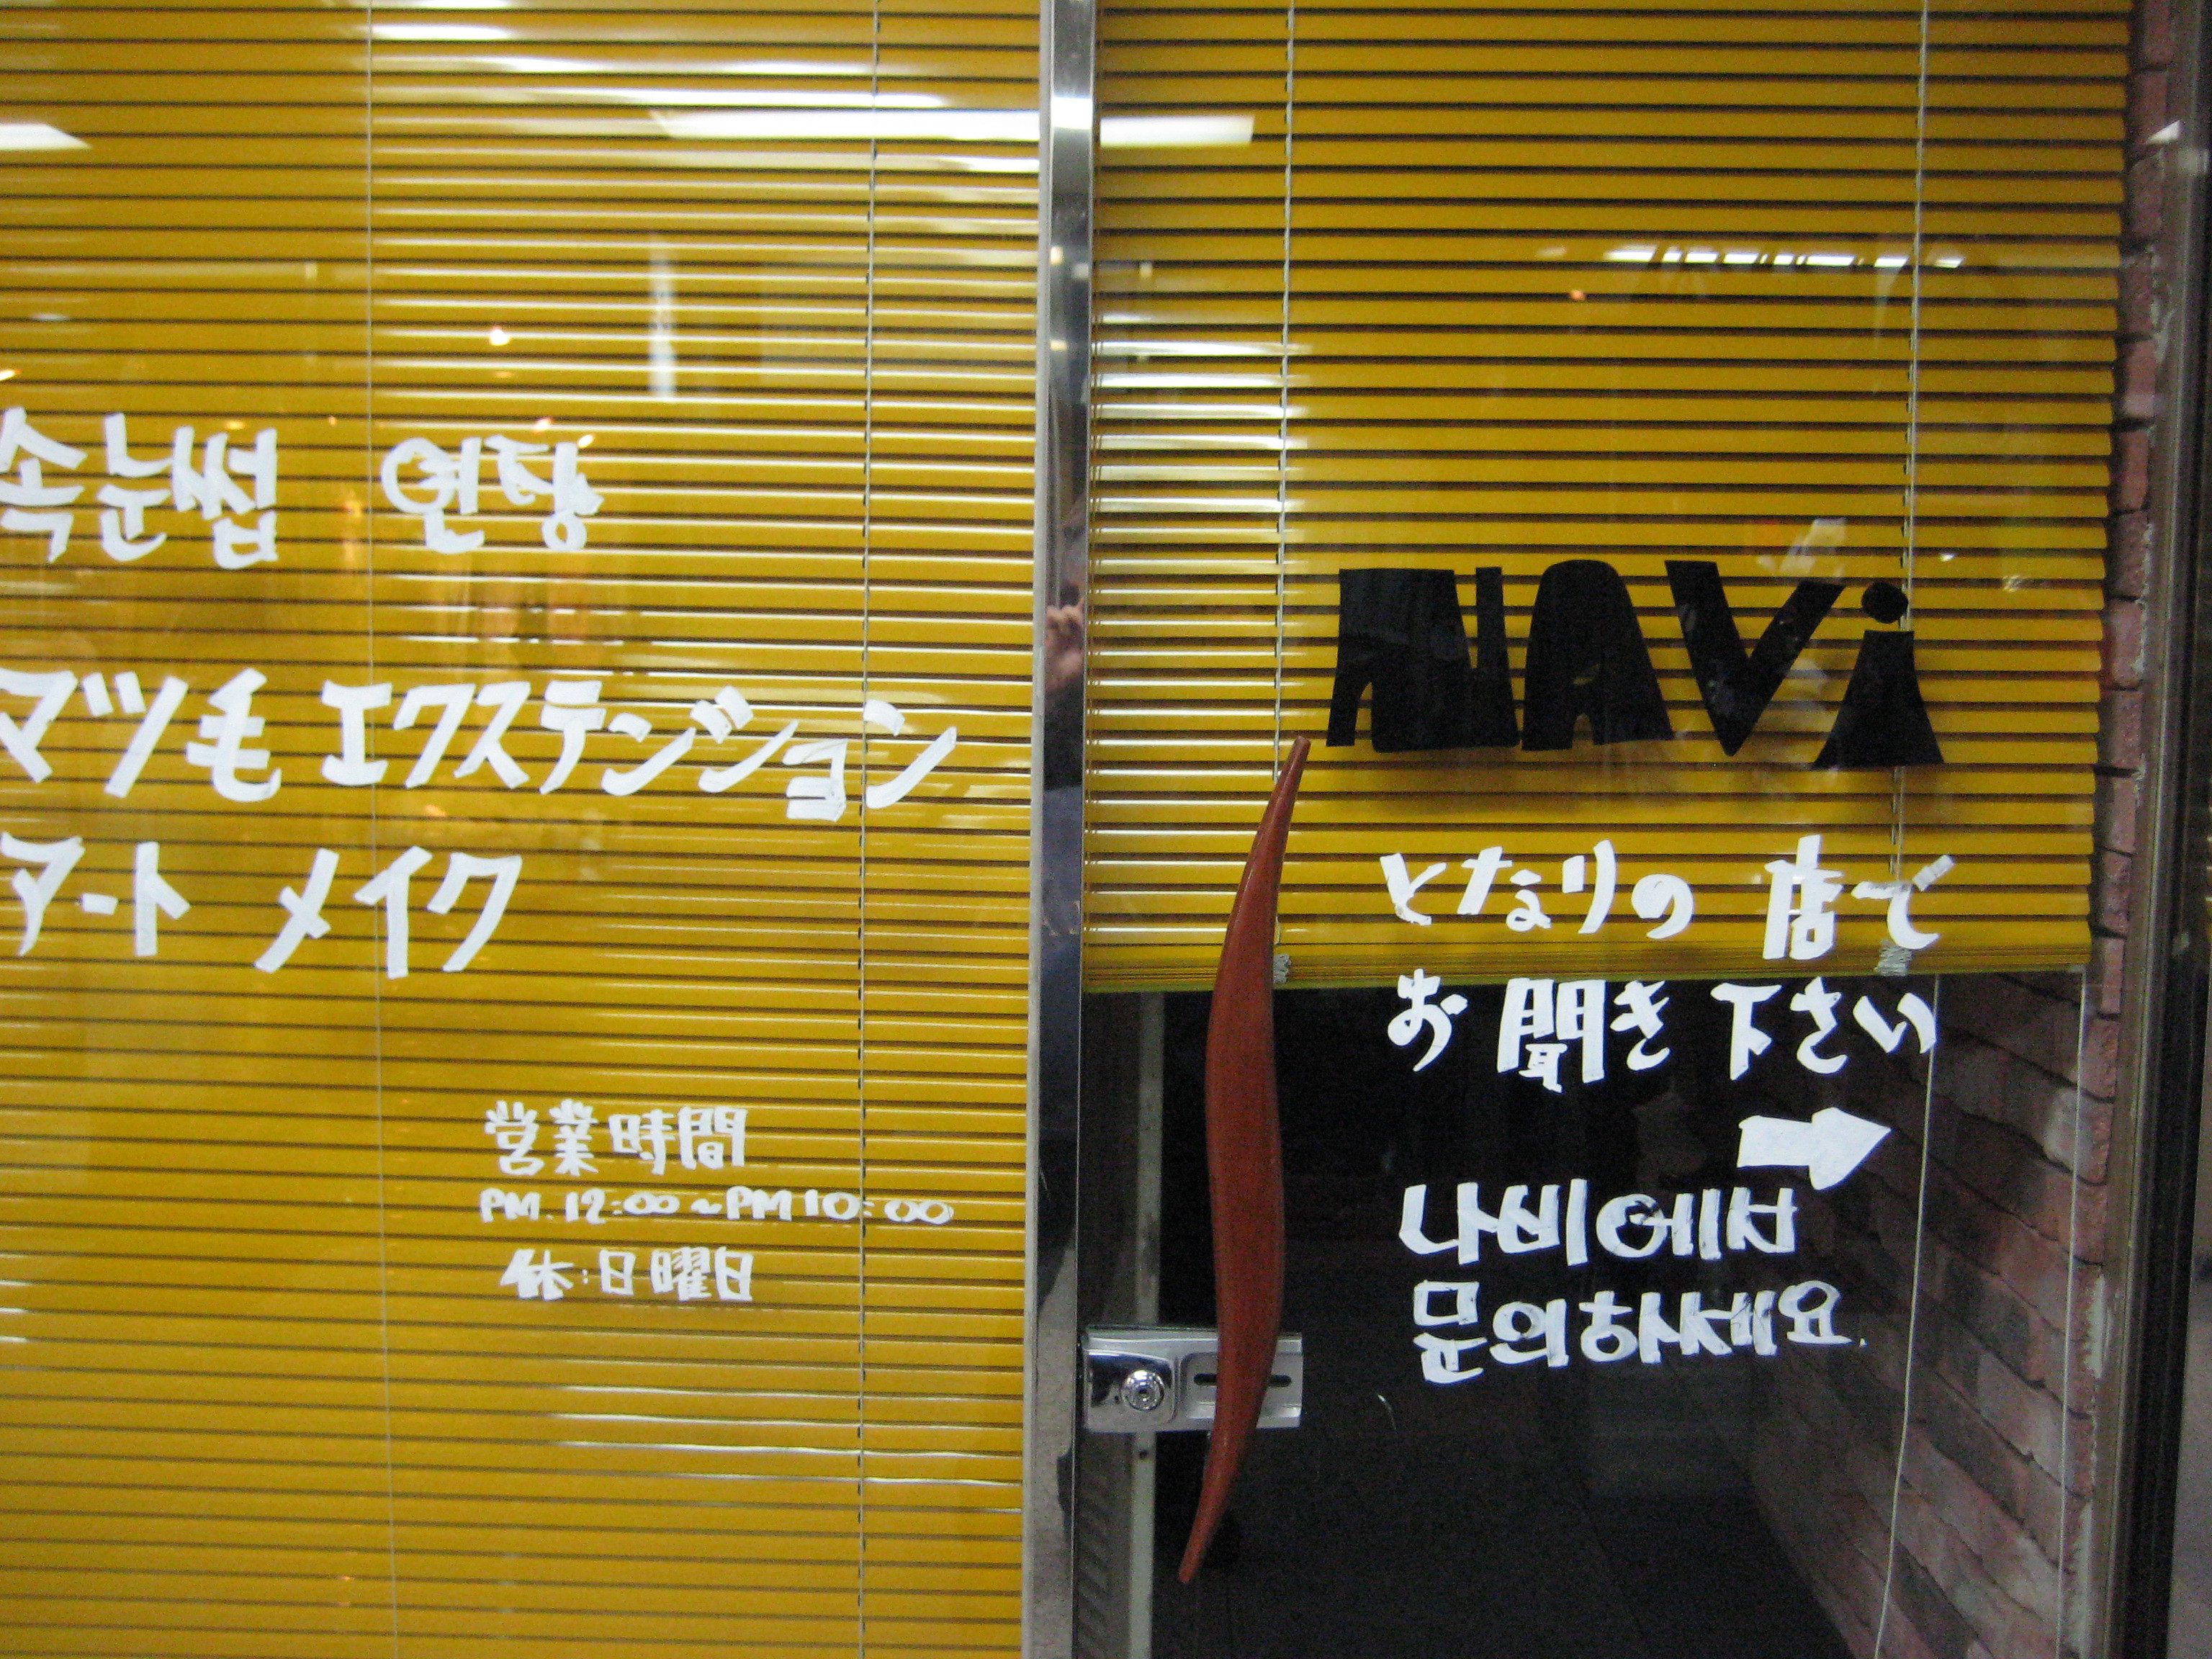 속눈썹 연장
マツ毛 エクステンション
アート メイク
営業時間
PM.12:00~PM10:00
休:日曜日
NAVi
となりの 店で
お聞き下さい
나비에서
문의하세요.